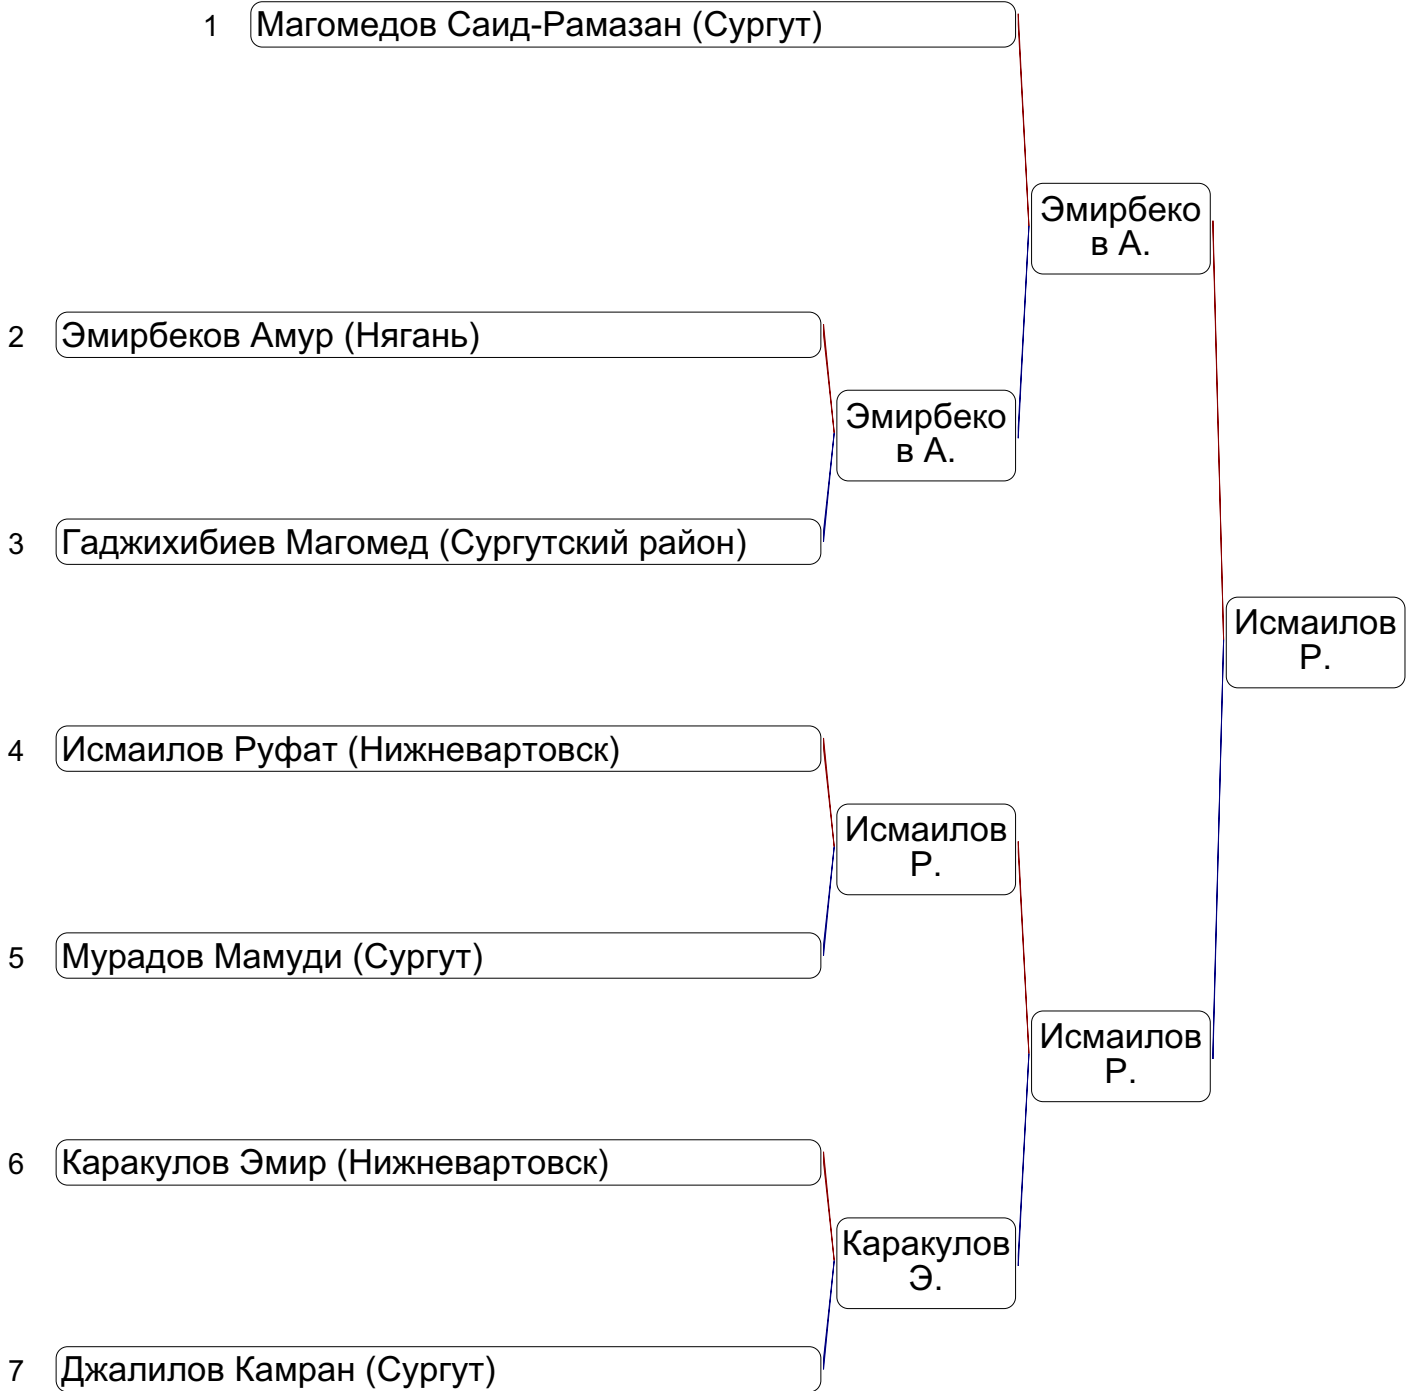 1 Магомедов Саид-Рамазан (Сургут)
Эмирбеко
в А.
2 Эмирбеков Амур (Нягань)
Эмирбеко
в А.
3 Гаджихибиев Магомед (Сургутский район)
Исмаилов
Р.
4 Исмаилов Руфат (Нижневартовск)
Исмаилов
Р.
5 Мурадов Мамуди (Сургут)
Исмаилов
Р.
6 Каракулов Эмир (Нижневартовск)
Каракулов
Э.
7 Джалилов Камран (Сургут)